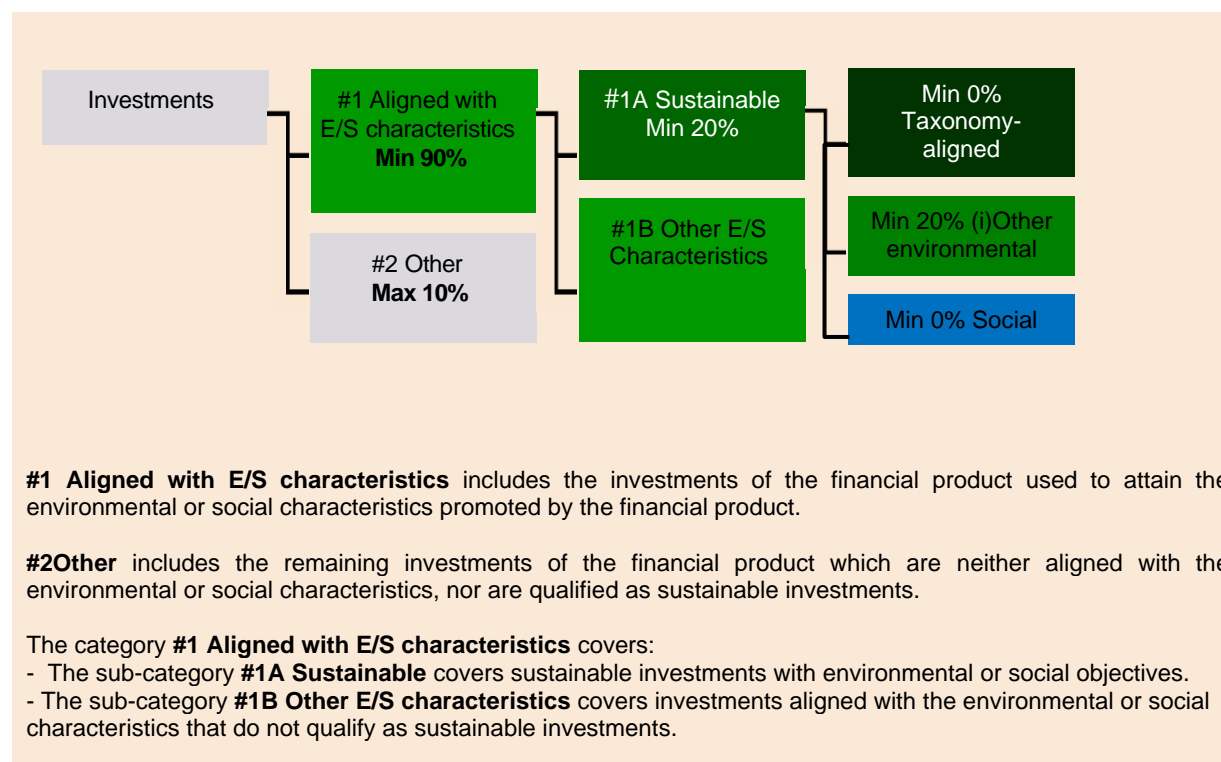 Investments
#1 Aligned with
E/S characteristics
Min 90%
#2 Other
Max 10%
#1A Sustainable
Min 20%
#1B Other E/S
Characteristics
Min 0%
Taxonomy-
aligned
Min 20% (i)Other
environmental
Min 0% Social
#1 Aligned with E/S characteristics includes the investments of the financial product used to attain the
environmental or social characteristics promoted by the financial product.
#2Other includes the remaining investments of the financial product which are neither aligned with the
environmental or social characteristics, nor are qualified as sustainable investments.
The category #1 Aligned with E/S characteristics covers:
- The sub-category #1A Sustainable covers sustainable investments with environmental or social objectives.
- The sub-category #1B Other E/S characteristics covers investments aligned with the environmental or social
characteristics that do not qualify as sustainable investments.